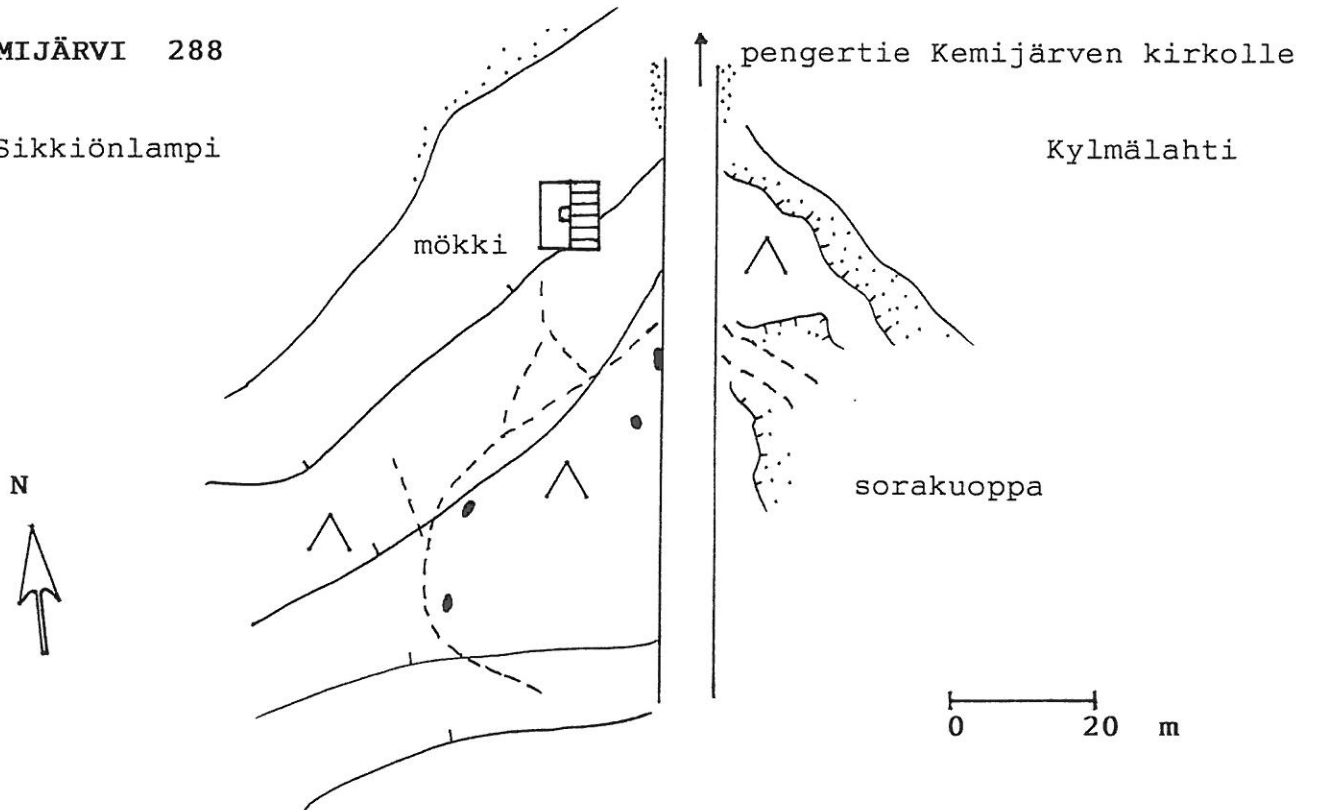 MIJÄRVI 288
pengertie Kemijärven kirkolle
Sikkiönlampi
Kylmälahti
mökki
sorakuoppa
N
0 20 m